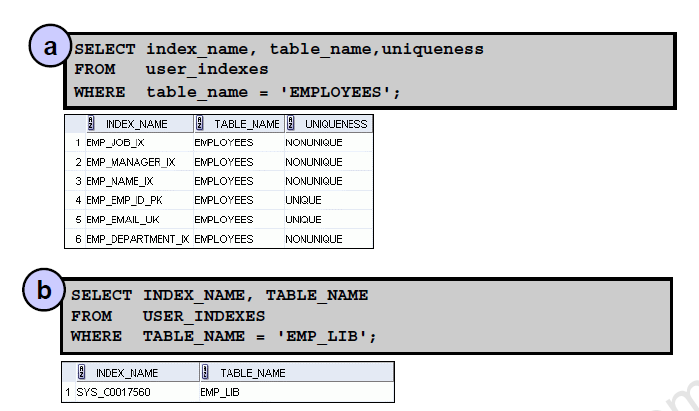 a
SELECT index_name, table_name,uniqueness
FROM user_indexes
WHERE table_name = 'EMPLOYEES';
INDEX_NAME TABLE_NAME UNIQUENESS
1 EMP_JOB_IX EMPLOYEES NONUNIQUE
2 EMP_MANAGER_IX EMPLOYEES NONUNIQUE
3 EMP_NAME_IX EMPLOYEES NONUNIQUE
4 EMP_EMP_ID_PK EMPLOYEES UNIQUE
5 EMP_EMAIL_UK EMPLOYEES UNIQUE
6 EMP_DEPARTMENT_IX EMPLOYEES NONUNIQUE
b
SELECT INDEX_NAME, TABLE_NAME
FROM USER_INDEXES
WHERE TABLE_NAME = 'EMP_LIB';
INDEX_NAME TABLE_NAME
1 SYS_C0017560 EMP_LIB